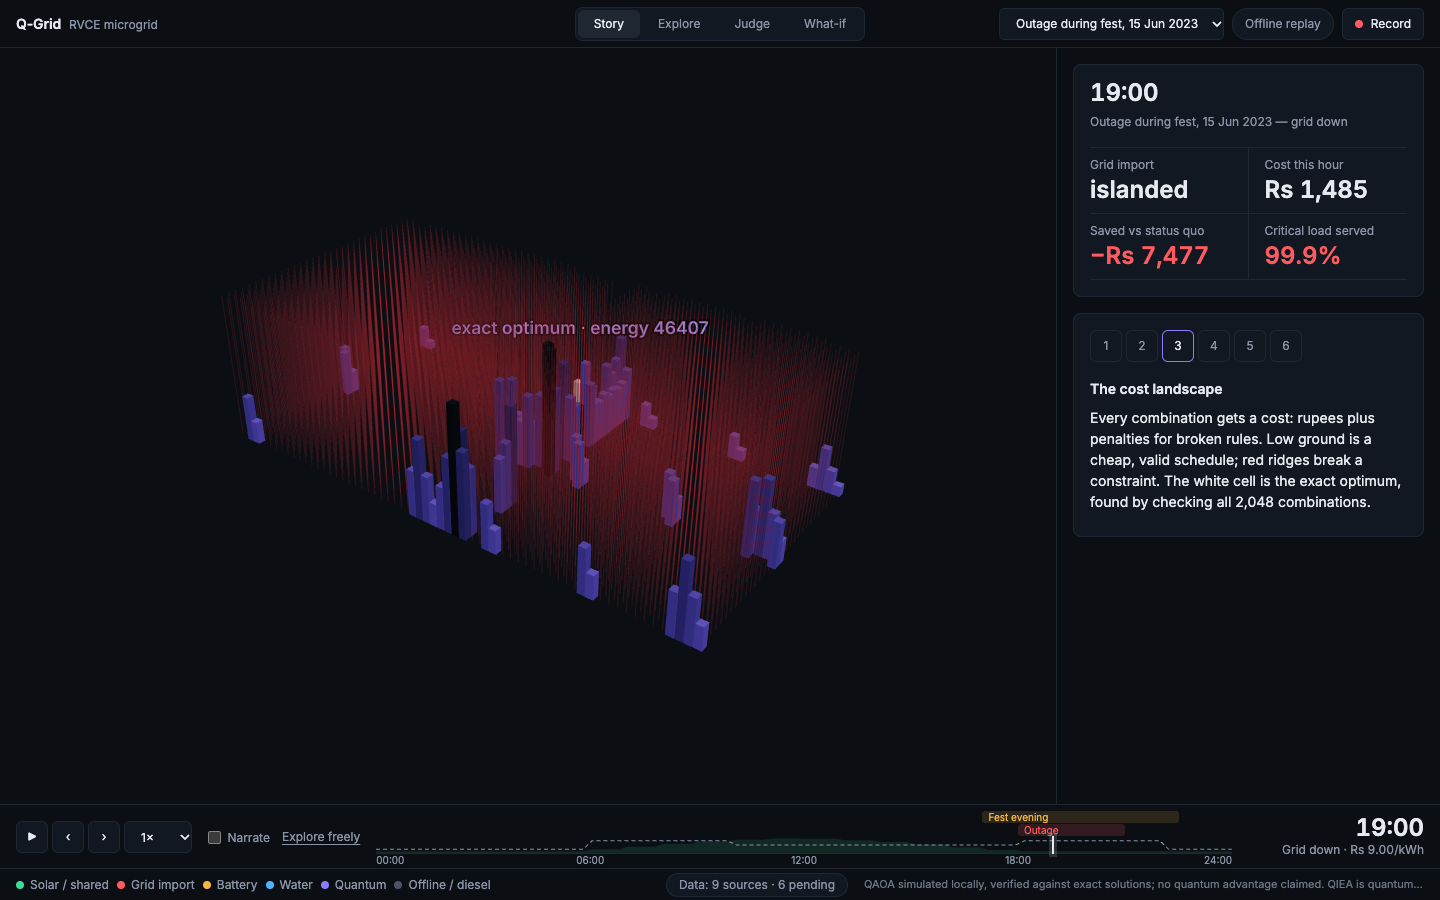 Q-Grid RVCE microgrid
Story Explore Judge What-if
Outage during fest, 15 Jun 2023
Offline replay
Record
exact optimum · energy 46407
19:00
Outage during fest, 15 Jun 2023 — grid down
Grid import
islanded
Cost this hour
Rs 1,485
Saved vs status quo
−Rs 7,477
Critical load served
99.9%
1 2 3 4 5 6
The cost landscape
Every combination gets a cost: rupees plus
penalties for broken rules. Low ground is a
cheap, valid schedule; red ridges break a
constraint. The white cell is the exact optimum,
found by checking all 2,048 combinations.
1×
Narrate
Explore freely
Fest evening
Outage
00:00 06:00 12:00 18:00 24:00
19:00
Grid down · Rs 9.00/kWh
Solar / shared Grid import Battery Water Quantum Offline / diesel
Data: 9 sources · 6 pending
QAOA simulated locally, verified against exact solutions; no quantum advantage claimed. QIEA is quantum…